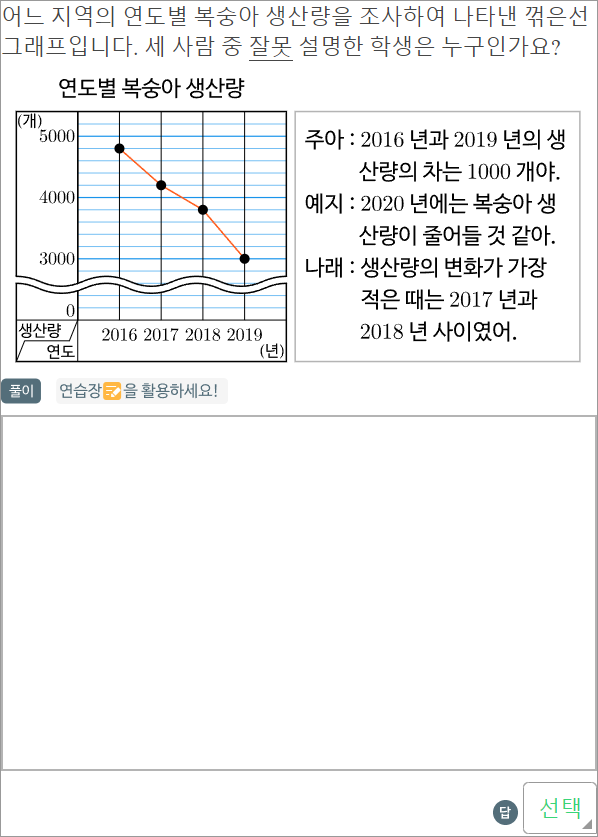 어느 지역의 연도별 복숭아 생산량을 조사하여 나타낸 꺾은선
그래프입니다. 세 사람 중 잘못 설명한 학생은 누구인가요?
연도별 복숭아 생산량
(개)
5000
4000
3000
0
생산량
연도
2016 2017 2018 2019
(년)
주아 : 2016 년과 2019 년의 생
산량의 차는 1000 개야.
예지 : 2020 년에는 복숭아 생
산량이 줄어들 것 같아.
나래 : 생산량의 변화가 가장
적은 때는 2017 년과
2018 년 사이였어.
풀이 연습장을 활용하세요!
답 선택